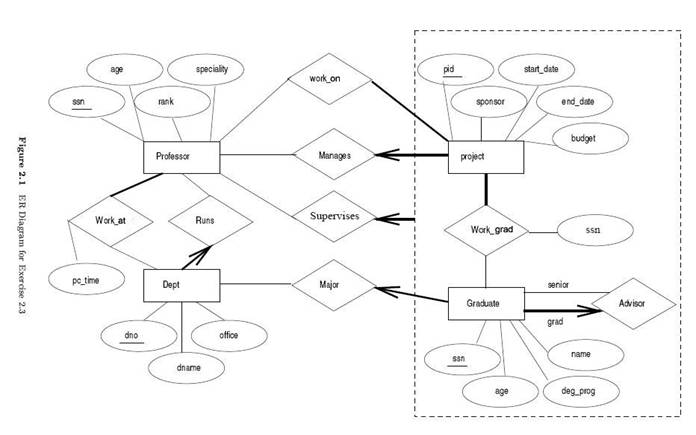 age
speciality
ssn
rank
Professor
work_on
Manages
Supervises
Work_at
Runs
pc_time
Dept
Major
dno
office
dname
pid
start_date
sponsor
end_date
budget
project
Work_grad
ssn
Graduate
senior
grad
Advisor
ssn
name
age
deg_prog
Figure 2.1 ER Diagram for Exercise 2.3